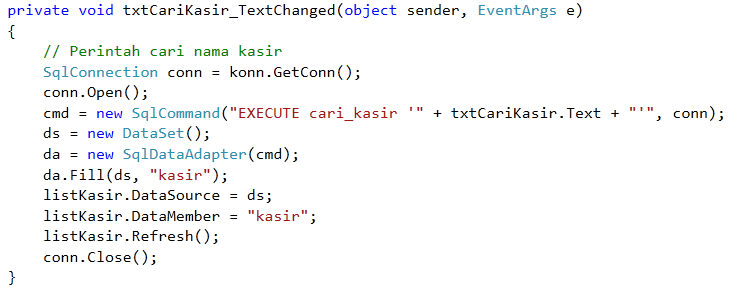 private void txtCariKasir_TextChanged(object sender, EventArgs e)
{
    // Perintah cari nama kasir
    SqlConnection conn = konn.GetConn();
    conn.Open();
    cmd = new SqlCommand("EXECUTE cari_kasir '" + txtCariKasir.Text + "'", conn);
    ds = new DataSet();
    da = new SqlDataAdapter(cmd);
    da.Fill(ds, "kasir");
    listKasir.DataSource = ds;
    listKasir.DataMember = "kasir";
    listKasir.Refresh();
    conn.Close();
}